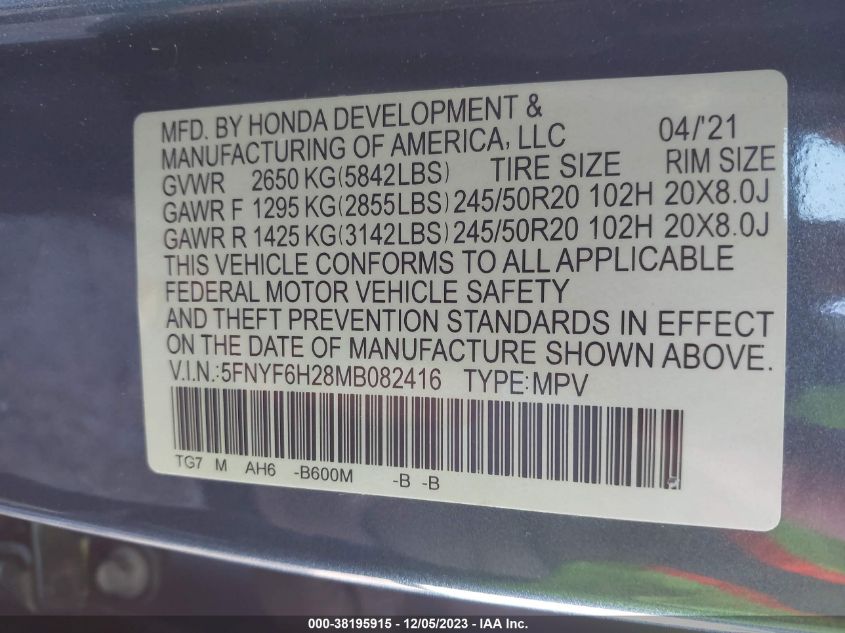 MFD. BY HONDA DEVELOPMENT &
MANUFACTURING OF AMERICA, LLC 04/'21
GVWR 2650 KG(5842LBS) TIRE SIZE RIM SIZE
GAWR F 1295 KG(2855LBS) 245/50R20 102H 20X8.0J
GAWR R 1425 KG(3142LBS) 245/50R20 102H 20X8.0J
THIS VEHICLE CONFORMS TO ALL APPLICABLE
FEDERAL MOTOR VEHICLE SAFETY
AND THEFT PREVENTION STANDARDS IN EFFECT
ON THE DATE OF MANUFACTURE SHOWN ABOVE.
V.I.N.:5FNYF6H28MB082416 TYPE:MPV
TG7 M AH6 -B600M -B -B
000-38195915 - 12/05/2023 - IAA Inc.